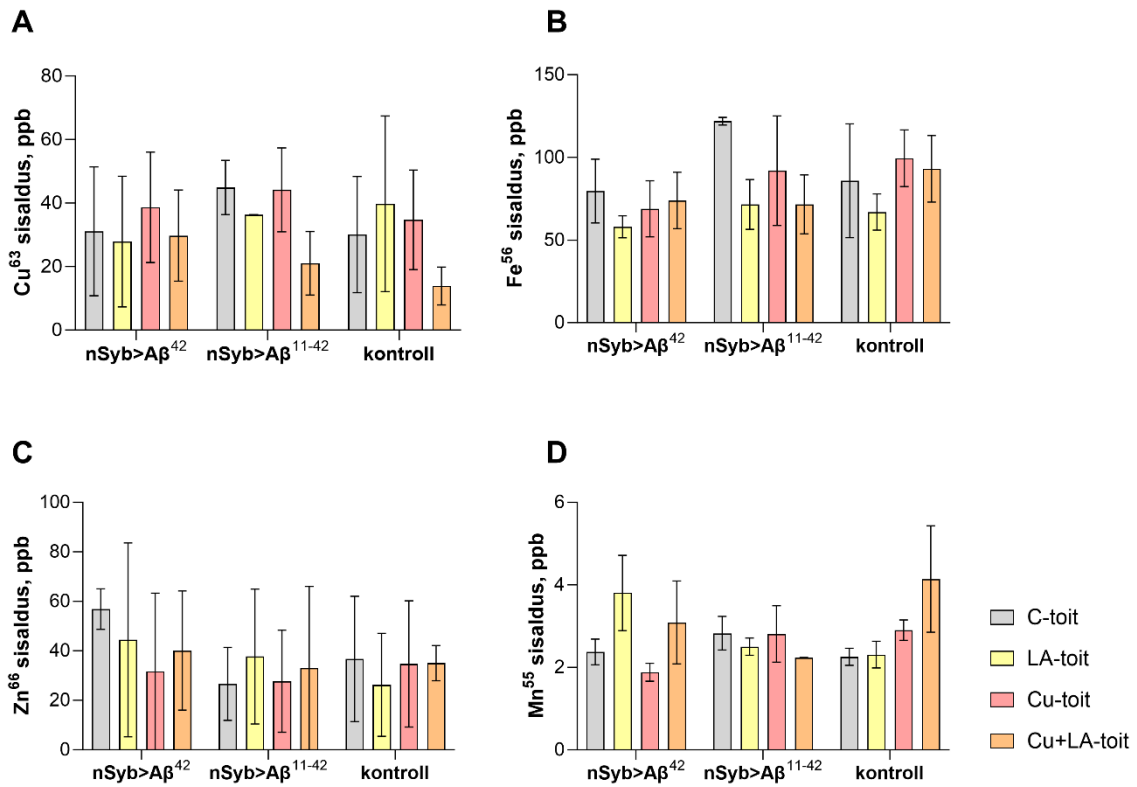 A
Cu63 sisaldus, ppb
80
60
40
20
0
nSyb>Aβ42 nSyb>Aβ11-42 kontroll
B
Fe56 sisaldus, ppb
150
100
50
0
nSyb>Aβ42 nSyb>Aβ11-42 kontroll
C
Zn66 sisaldus, ppb
100
80
60
40
20
0
nSyb>Aβ42 nSyb>Aβ11-42 kontroll
D
Mn55 sisaldus, ppb
6
4
2
0
nSyb>Aβ42 nSyb>Aβ11-42 kontroll
C-toit
LA-toit
Cu-toit
Cu+LA-toit